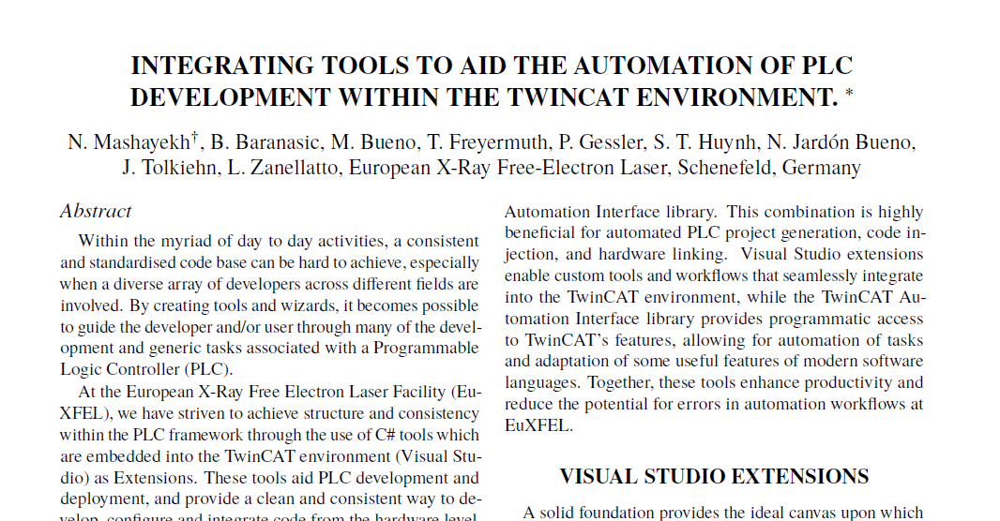 INTEGRATING TOOLS TO AID THE AUTOMATION OF PLC
DEVELOPMENT WITHIN THE TWINCAT ENVIRONMENT. *
N. Mashayekh†, B. Baranasic, M. Bueno, T. Freyermuth, P. Gessler, S. T. Huynh, N. Jardón Bueno,
J. Tolkiehn, L. Zanellatto, European X-Ray Free-Electron Laser, Schenefeld, Germany
Abstract
Within the myriad of day to day activities, a consistent
and standardised code base can be hard to achieve, especially
when a diverse array of developers across different fields are
involved. By creating tools and wizards, it becomes possible
to guide the developer and/or user through many of the devel-
opment and generic tasks associated with a Programmable
Logic Controller (PLC).
At the European X-Ray Free Electron Laser Facility (Eu-
XFEL), we have striven to achieve structure and consistency
within the PLC framework through the use of C# tools which
are embedded into the TwinCAT environment (Visual Stu-
dio) as Extensions. These tools aid PLC development and
deployment, and provide a clean and consistent way to de-
velop, configure and integrate code from the hardware level,
Automation Interface library. This combination is highly
beneficial for automated PLC project generation, code in-
jection, and hardware linking. Visual Studio extensions
enable custom tools and workflows that seamlessly integrate
into the TwinCAT environment, while the TwinCAT Au-
tomation Interface library provides programmatic access
to TwinCAT's features, allowing for automation of tasks
and adaptation of some useful features of modern software
languages. Together, these tools enhance productivity and
reduce the potential for errors in automation workflows at
EuXFEL.
VISUAL STUDIO EXTENSIONS
A solid foundation provides the ideal canvas upon which